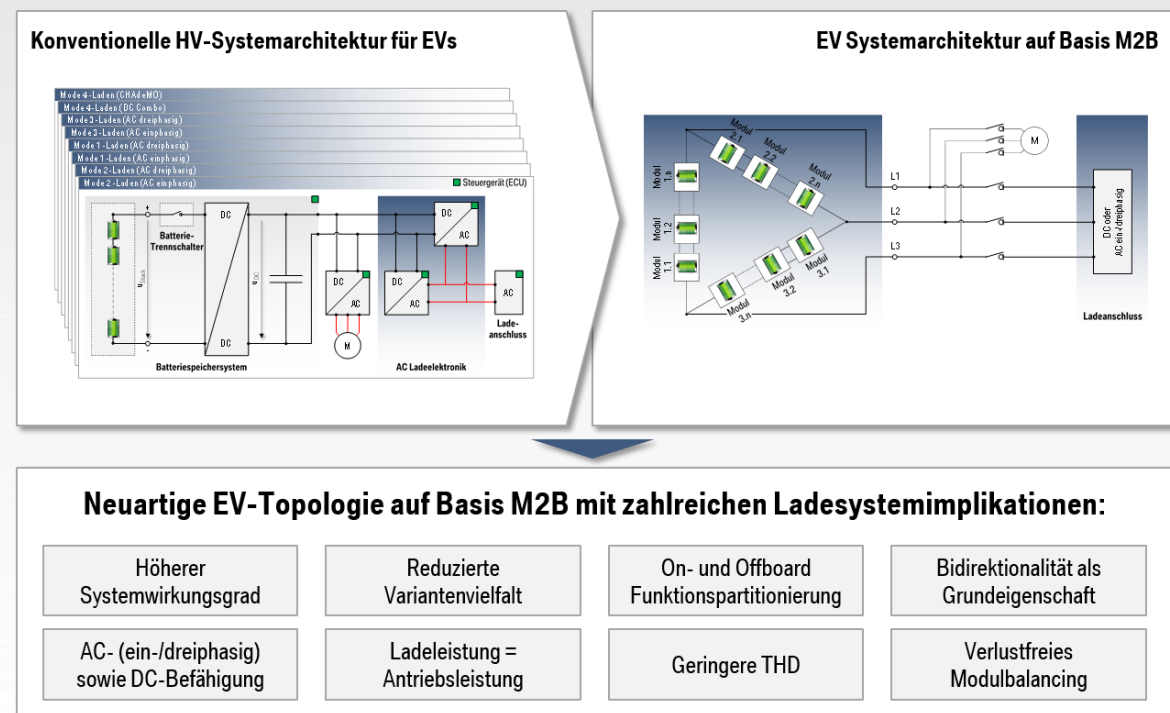 Konventionelle HV-Systemarchitektur für EVs
Mode 4-Laden (CHAdeMO)
Mode 4-Laden (DC Combo)
Mode 3-Laden (AC dreiphasig)
Mode 3-Laden (AC einphasig)
Mode 1-Laden (AC dreiphasig)
Mode 1-Laden (AC einphasig)
Mode 2-Laden (AC dreiphasig)
Mode 2-Laden (AC einphasig)
Steuergerät (ECU)
+
Batterie-
Trennschalter
DC
DC
uDC
-
DC
AC
M
DC
AC
DC
AC
AC
Lade-
anschluss
Batteriespeichersystem
AC Ladeelektronik
EV Systemarchitektur auf Basis M2B
Modul
1.n
Modul
1.2
Modul
1.1
Modul
2.1
Modul
2.2
Modul
2.n
Modul
3.1
Modul
3.2
Modul
3.n
L1
L2
L3
M
DC oder
AC ein-/dreiphasig
Ladeanschluss
Neuartige EV-Topologie auf Basis M2B mit zahlreichen Ladesystemimplikationen:
Höherer
Systemwirkungsgrad
Reduzierte
Variantenvielfalt
On- und Offboard
Funktionspartitionierung
Bidirektionalität als
Grundeigenschaft
AC- (ein-/dreiphasig)
sowie DC-Befähigung
Ladeleistung =
Antriebsleistung
Geringere THD
Verlustfreies
Modulbalancing